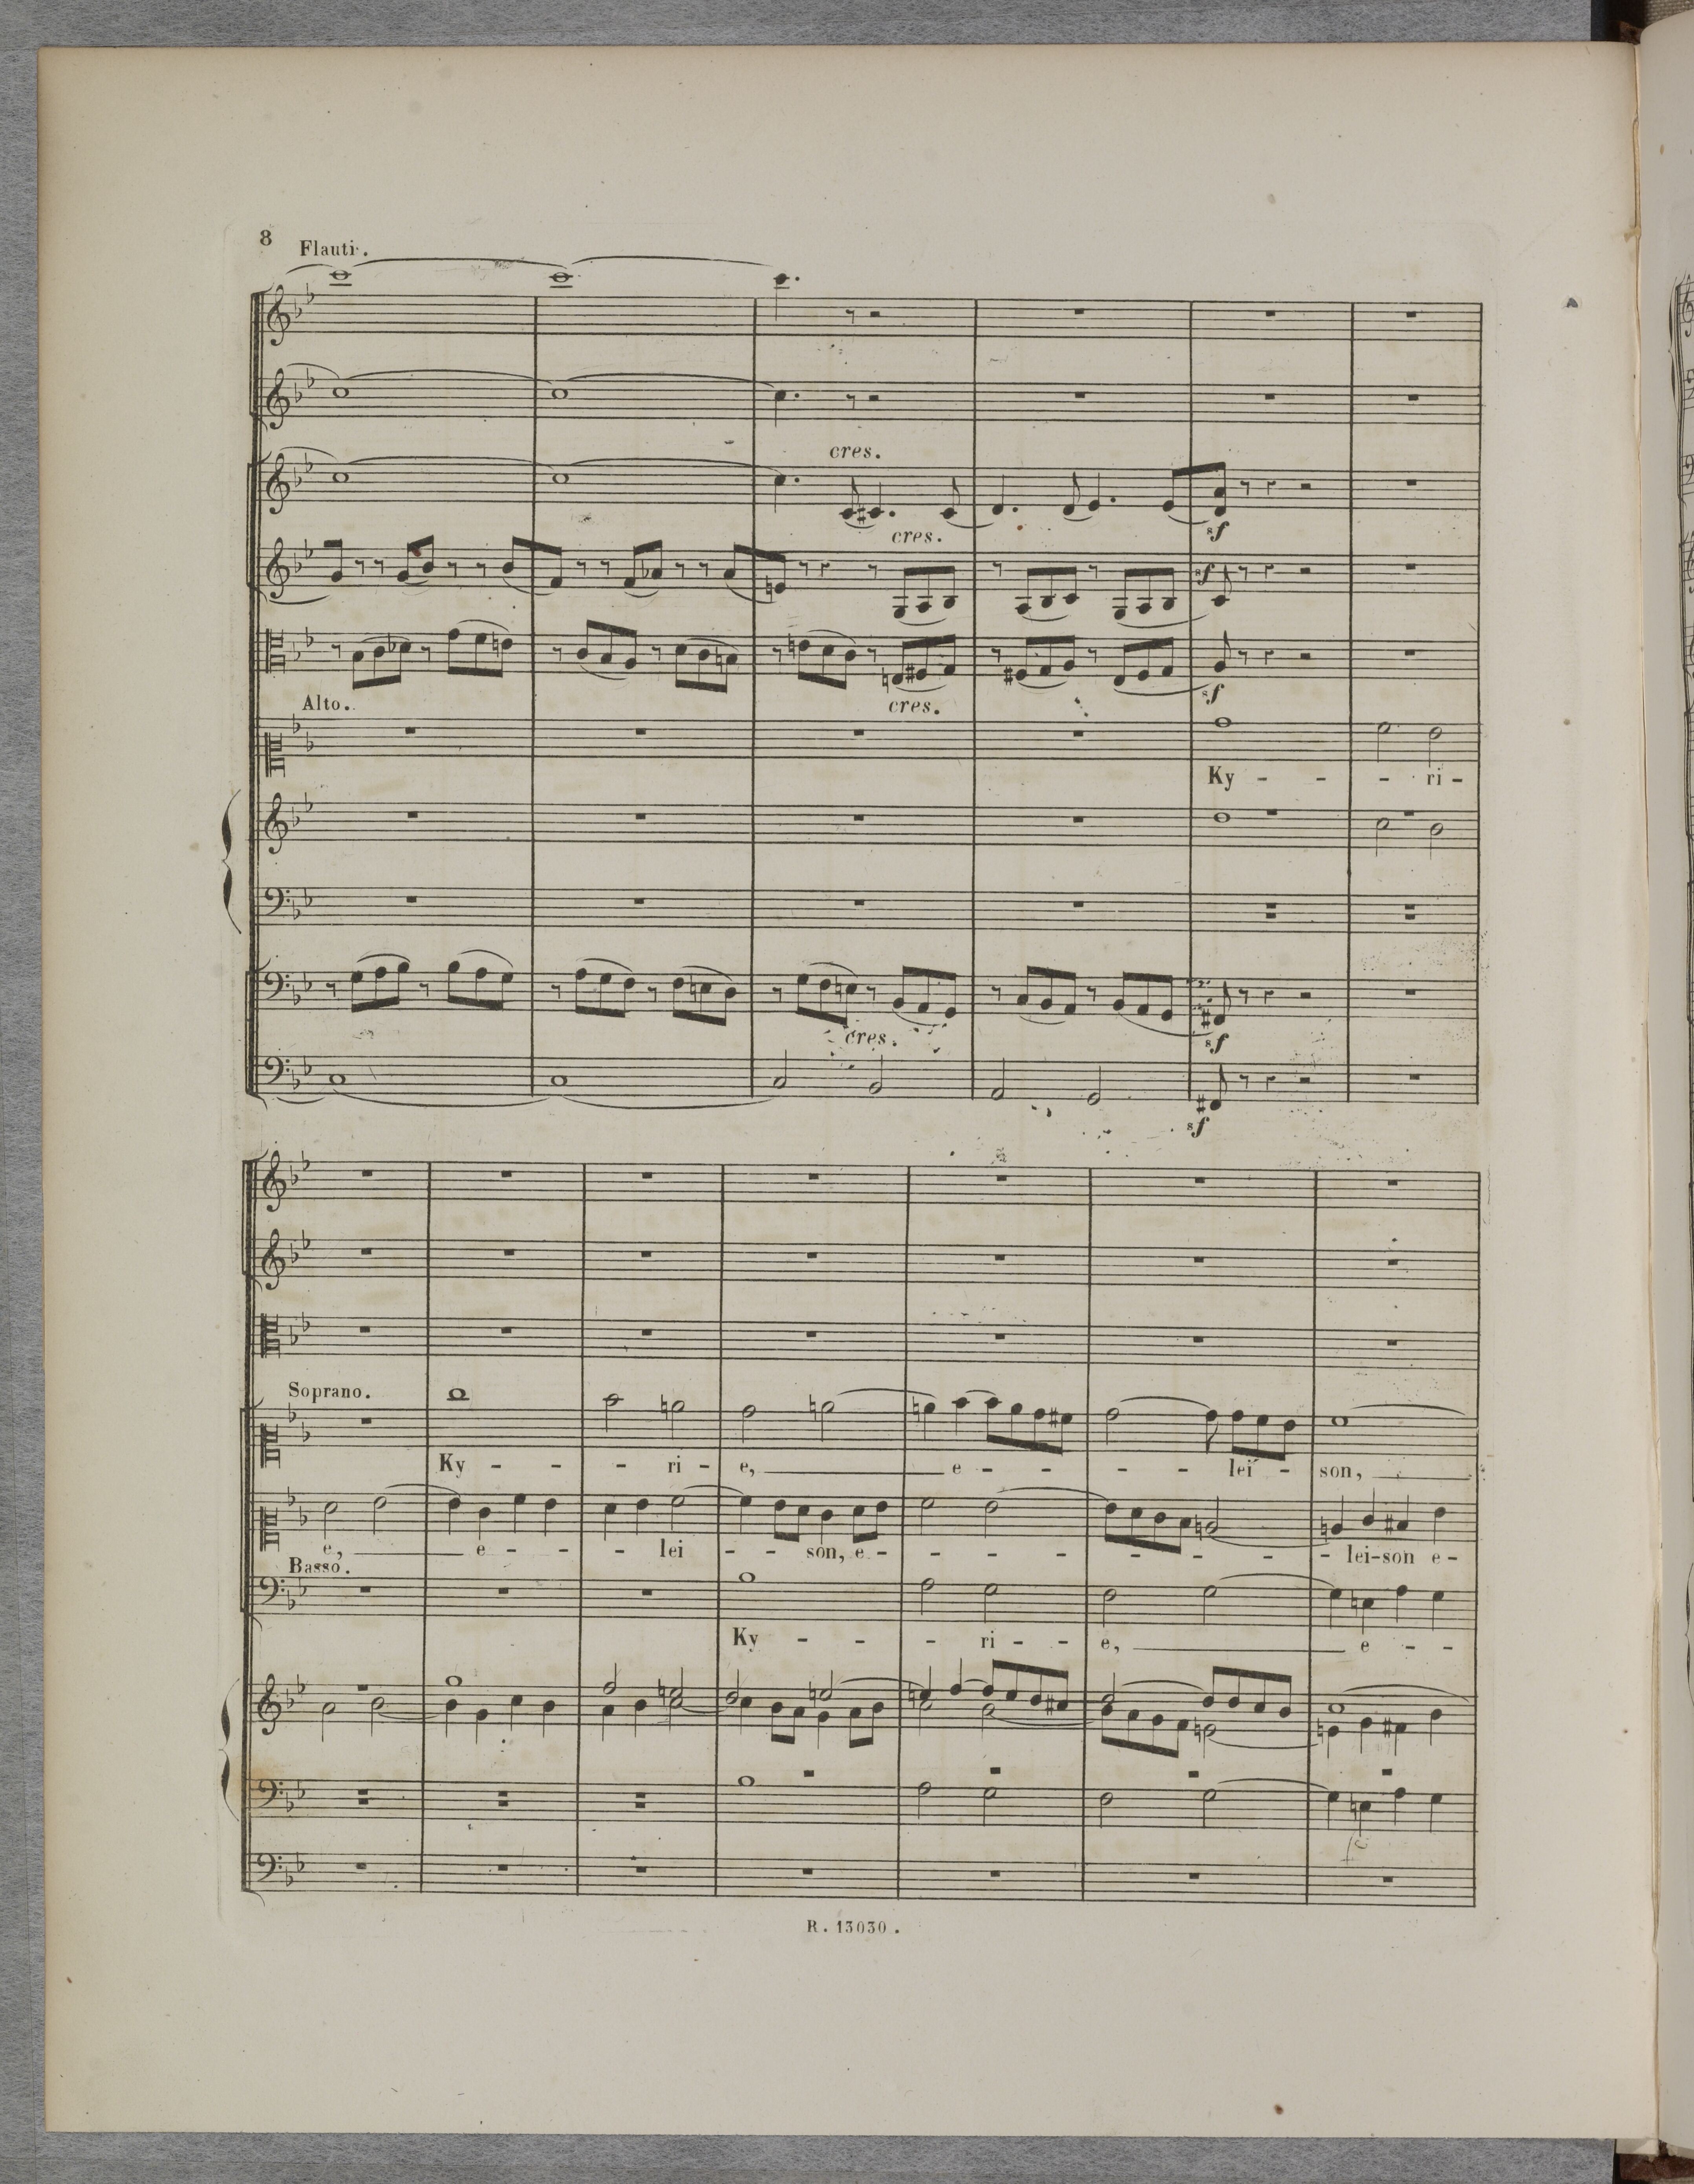 8
Flauti.
cres.
cres.
sf
sf
Alto.
cres.
sf
Ky - - - ri -
cres.
sf
sf
Soprano.
Ky - - - ri - e, e - - - - lei - son,
e, e - - - lei - - son, e - - - - - - - - - lei-son e-
Basso.
Ky - - - ri - - e, e - -
R. 13030.